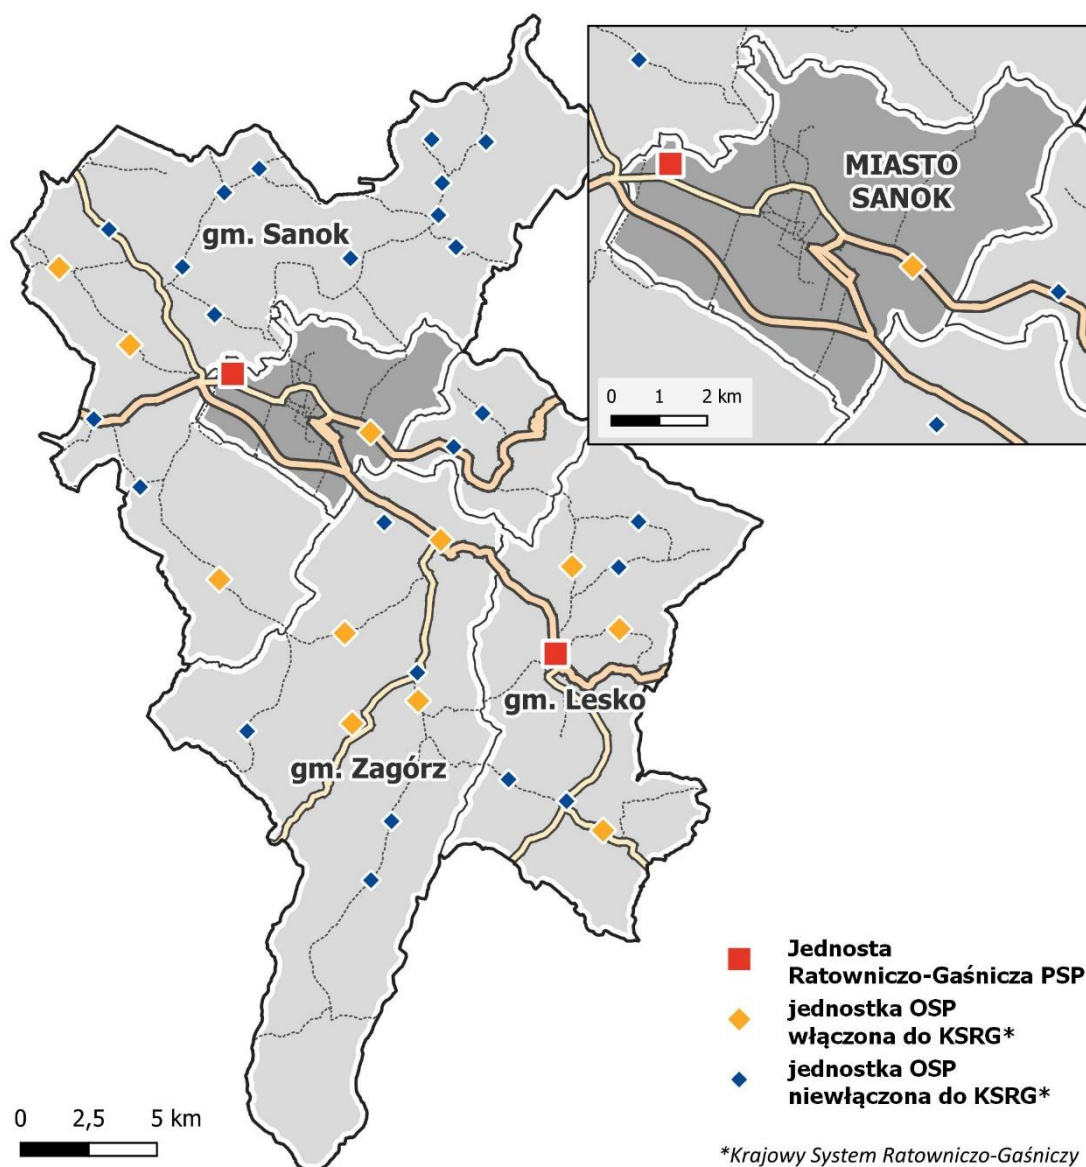 MIASTO
SANOK
0 1 2 km
gm. Sanok
gm. Lesko
gm. Zagórz
Jednosta
Ratowniczo-Gaśnicza PSP
jednostka OSP
włączona do KSRG*
jednostka OSP
niewłączona do KSRG*
0 2,5 5 km
*Krajowy System Ratowniczo-Gaśniczy